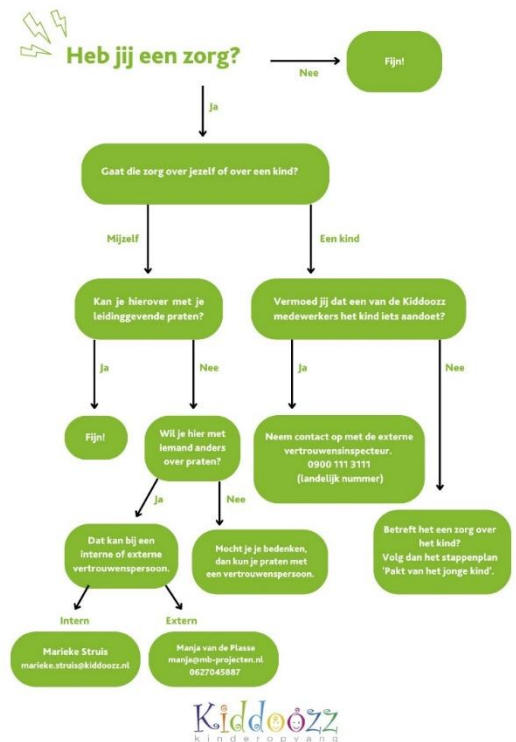 Heb jij een zorg?
Nee
Fijn!
Ja
Gaat die zorg over jezelf of over een kind?
Mijzelf
Een kind
Kan je hierover met je
leidinggevende praten?
Vermoed jij dat een van de Kiddoozz
medewerkers het kind iets aandoet?
Ja
Nee
Ja
Nee
Fijn!
Wil je hier met
iemand anders
over praten?
Neem contact op met de externe
vertrouwensinspecteur.
0900 111 3111
(landelijk nummer)
Ja
Nee
Dat kan bij een
interne of externe
vertrouwenspersoon.
Mocht je je bedenken,
dan kun je praten met
een vertrouwenspersoon.
Betreft het een zorg over
het kind?
Volg dan het stappenplan
'Pakt van het jonge kind'.
Intern
Extern
Marieke Struis
marieke.struis@kiddoozz.nl
Manja van de Plasse
manja@mb-projecten.nl
0627045887
Kiddoozz
kinderopvang